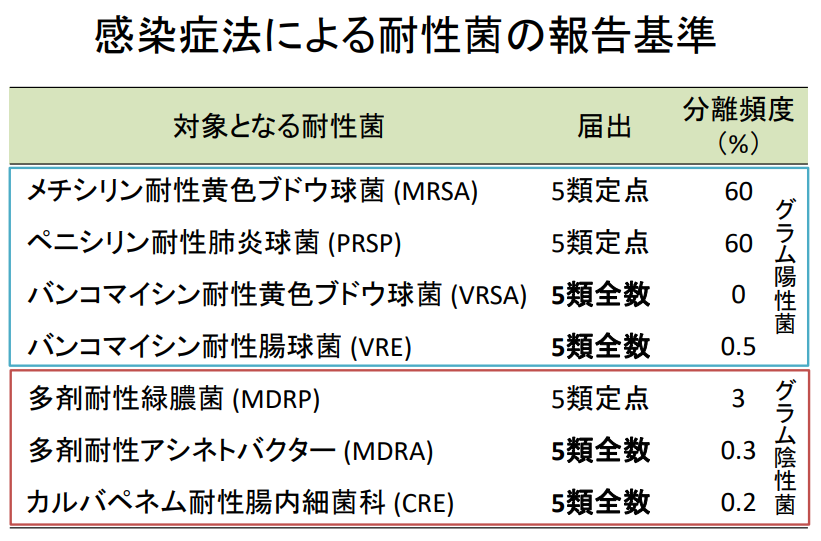 感染症法による耐性菌の報告基準
対象となる耐性菌 届出 分離頻度
(%)
メチシリン耐性黄色ブドウ球菌 (MRSA) 5類定点 60
ペニシリン耐性肺炎球菌 (PRSP) 5類定点 60
バンコマイシン耐性黄色ブドウ球菌 (VRSA) 5類全数 0
バンコマイシン耐性腸球菌 (VRE) 5類全数 0.5
グラム陽性菌
多剤耐性緑膿菌 (MDRP) 5類定点 3
多剤耐性アシネトバクター (MDRA) 5類全数 0.3
カルバペネム耐性腸内細菌科 (CRE) 5類全数 0.2
グラム陰性菌